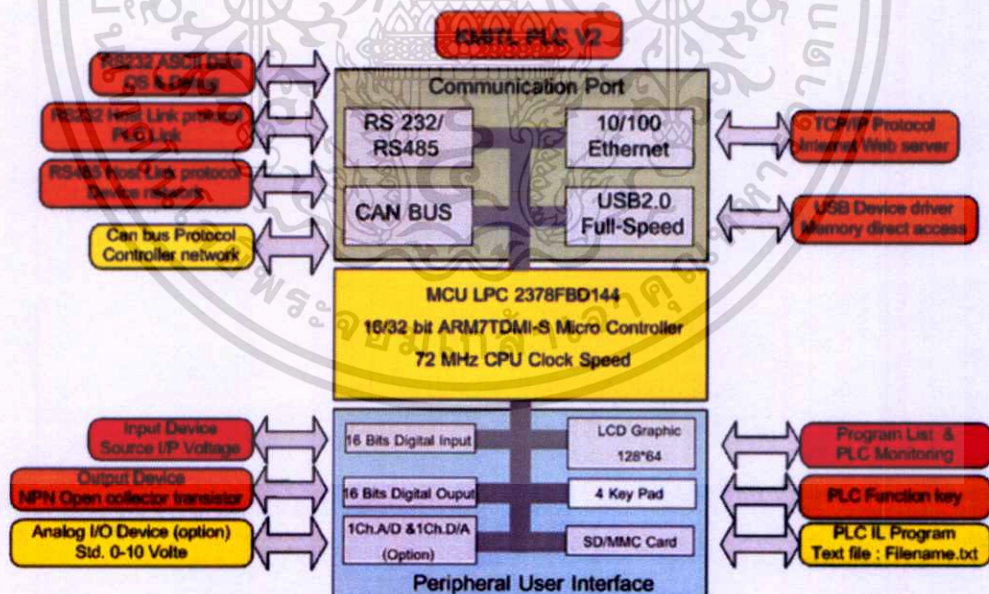 KMITL PLC V2
RS232 ASCII Data
OS & Debug
RS232 Host Link protocol
PLC Link
RS485 Host Link protocol
Device network
Can bus Protocol
Controller network
Communication Port
RS 232/
RS485
10/100
Ethernet
CAN BUS
USB2.0
Full-Speed
TCP/IP Protocol
Internet Web server
USB Device driver
Memory direct access
MCU LPC 2378FBD144
16/32 bit ARM7TDMI-S Micro Controller
72 MHz CPU Clock Speed
Input Device
Source I/P Voltage
Output Device
NPN Open collector transistor
Analog I/O Device (option)
Std. 0-10 Volte
16 Bits Digital Input
LCD Graphic
128*64
16 Bits Digital Ouput
4 Key Pad
1Ch.A/D &1Ch.D/A
(Option)
SD/MMC Card
Peripheral User Interface
Program List &
PLC Monitoring
PLC Function key
PLC IL Program
Text file : Filename.txt